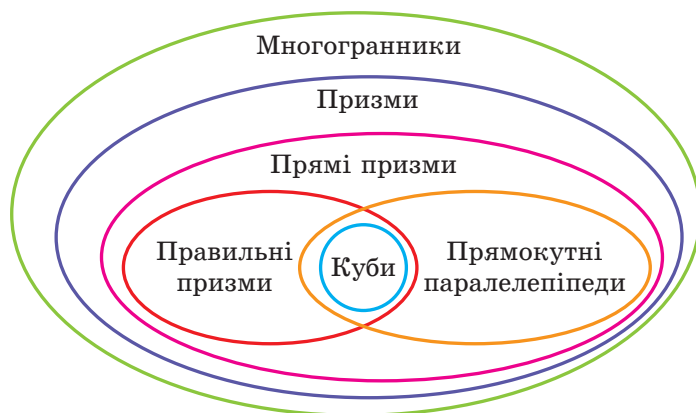 Многогранники
Призми
Прямі призми
Правильні
призми
Куби
Прямокутні
паралелепіпеди